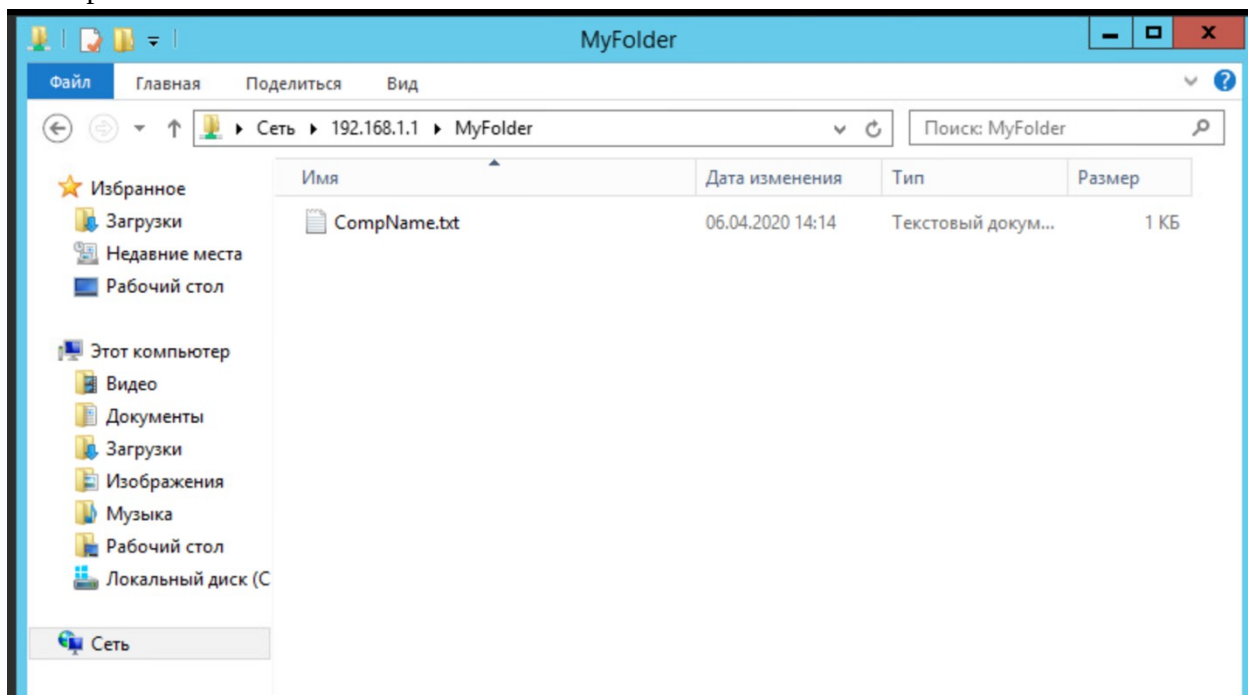 MyFolder
Файл Главная Поделиться Вид
Сеть 192.168.1.1 MyFolder Поиск: MyFolder
Имя Дата изменения Тип Размер
CompName.txt 06.04.2020 14:14 Текстовый докум... 1 КБ
Избранное
Загрузки
Недавние места
Рабочий стол
Этот компьютер
Видео
Документы
Загрузки
Изображения
Музыка
Рабочий стол
Локальный диск (C
Сеть